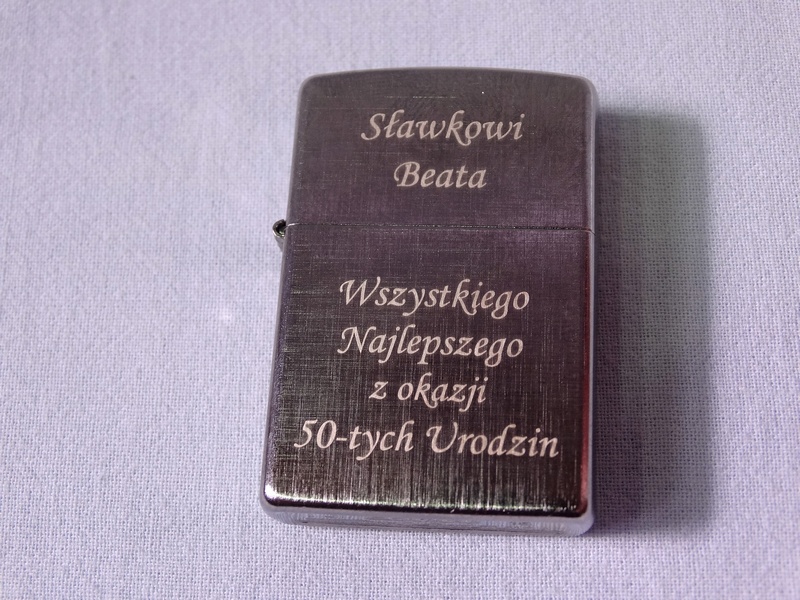 Sławkowi
Beata
Wszystkiego
Najlepszego
z okazji
50-tych Urodzin